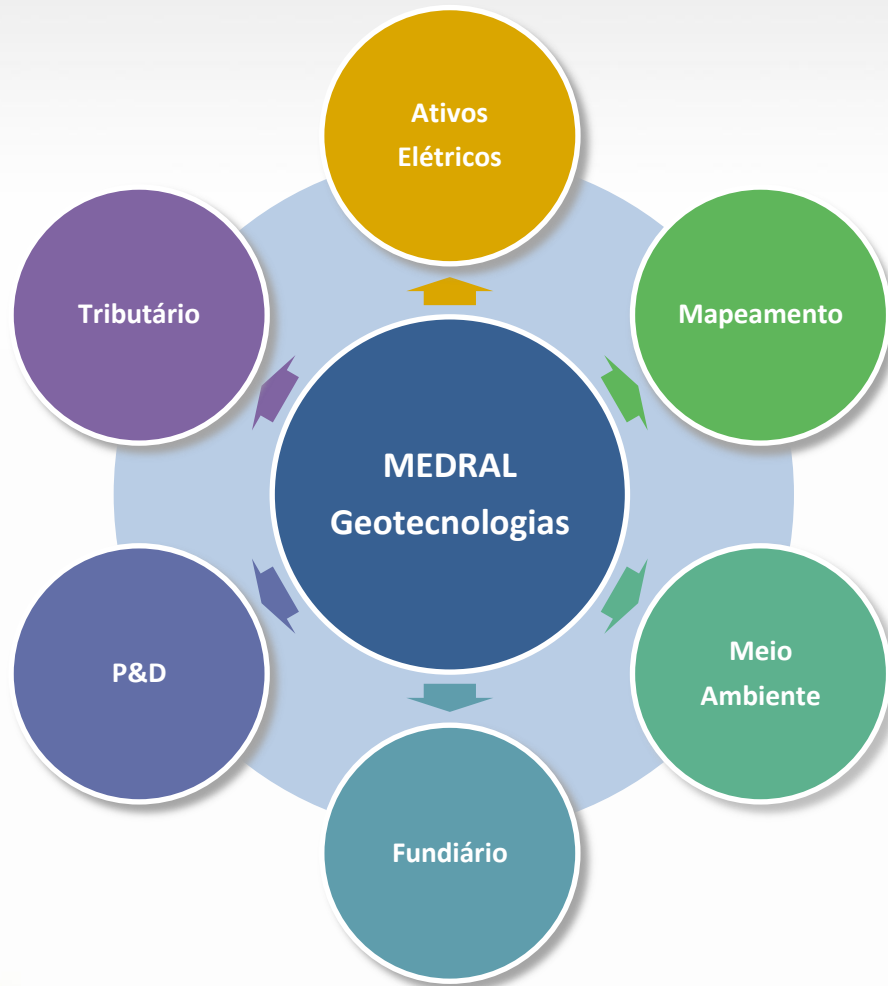 Ativos
Elétricos
Tributário
Mapeamento
MEDRAL
Geotecnologias
P&D
Meio
Ambiente
Fundiário